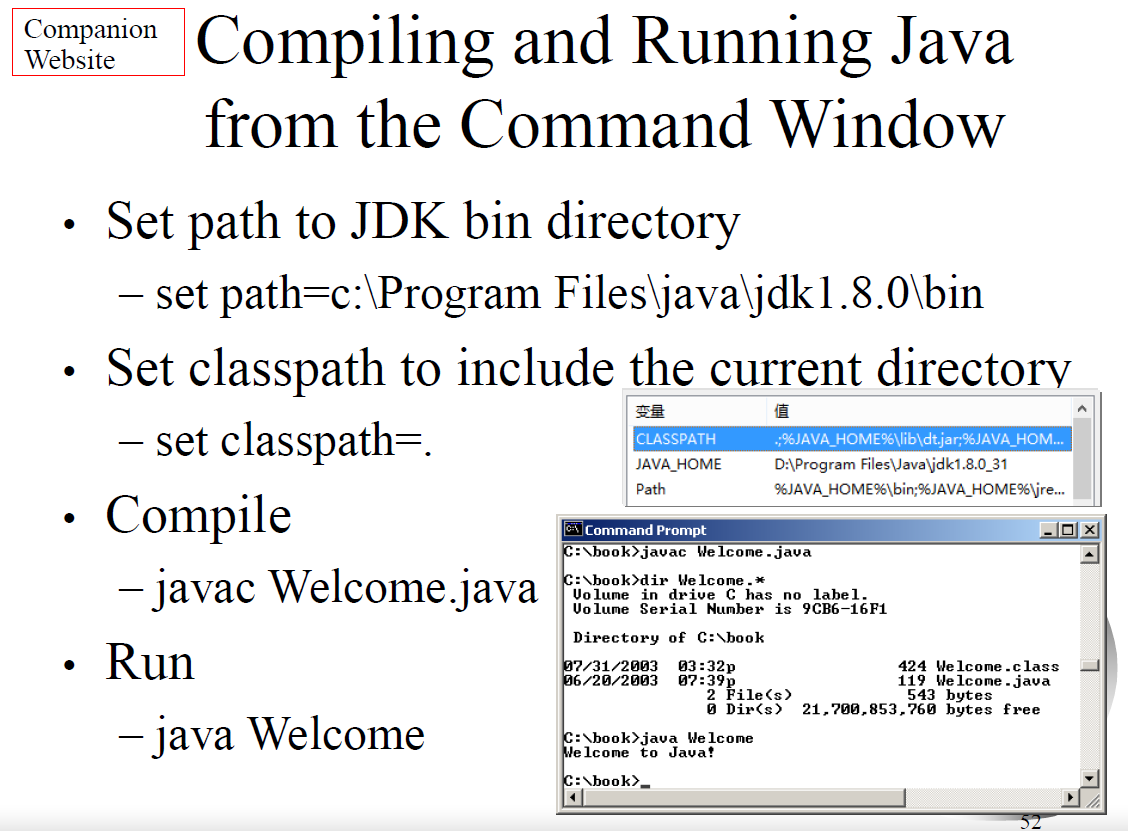 Companion
Website
Compiling and Running Java
from the Command Window
• Set path to JDK bin directory
– set path=c:\Program Files\java\jdk1.8.0\bin
• Set classpath to include the current directory
– set classpath=.
变量 值
CLASSPATH .;%JAVA_HOME%\lib\dt.jar;%JAVA_HOM...
JAVA_HOME D:\Program Files\Java\jdk1.8.0_31
Path %JAVA_HOME%\bin;%JAVA_HOME%\jre...
• Compile
– javac Welcome.java
• Run
– java Welcome
Command Prompt
C:\book>javac Welcome.java
C:\book>dir Welcome.*
Volume in drive C has no label.
Volume Serial Number is 9CB6-16F1
Directory of C:\book
07/31/2003 03:32p 424 Welcome.class
06/20/2003 07:39p 119 Welcome.java
2 File(s) 543 bytes
0 Dir(s) 21,700,853,760 bytes free
C:\book>java Welcome
Welcome to Java!
C:\book>_
52